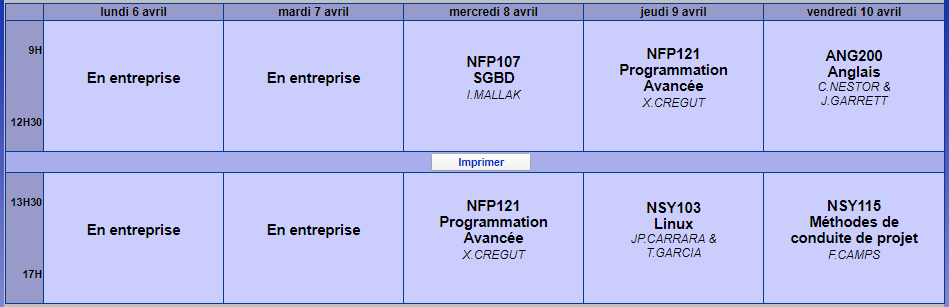 lundi 6 avril
mardi 7 avril
mercredi 8 avril
jeudi 9 avril
vendredi 10 avril
9H
12H30
En entreprise
En entreprise
NFP107
SGBD
I.MALLAK
NFP121
Programmation
Avancée
X.CREGUT
ANG200
Anglais
C.NESTOR &
J.GARRETT
Imprimer
13H30
17H
En entreprise
En entreprise
NFP121
Programmation
Avancée
X.CREGUT
NSY103
Linux
JP.CARRARA &
T.GARCIA
NSY115
Méthodes de
conduite de projet
F.CAMPS